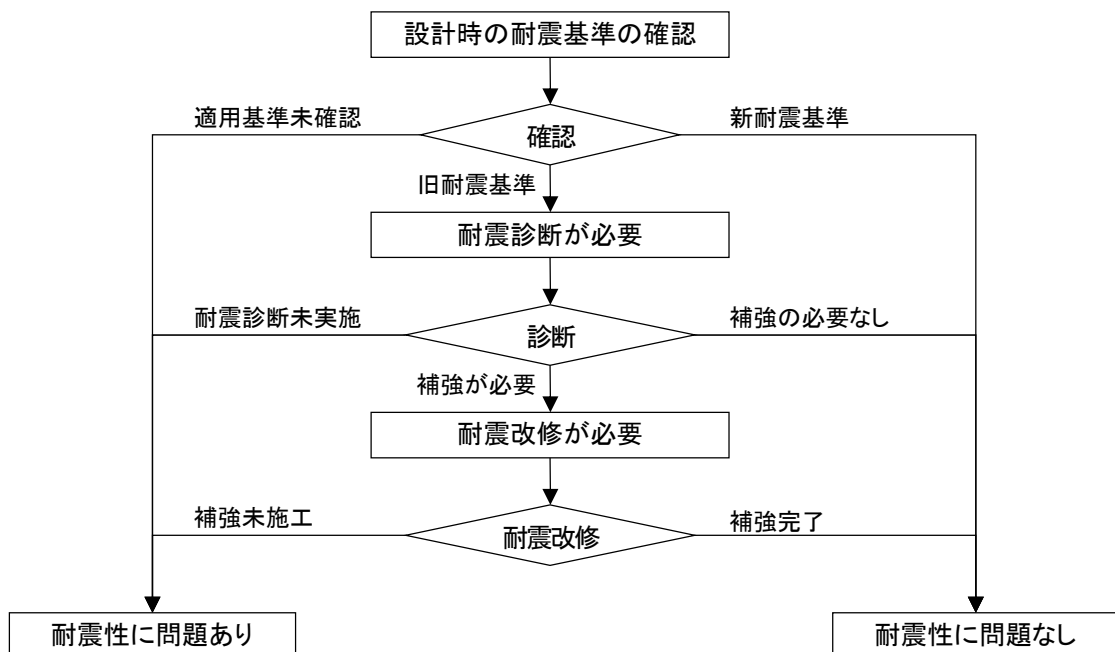 設計時の耐震基準の確認
適用基準未確認
確認
新耐震基準
旧耐震基準
耐震診断が必要
耐震診断未実施
診断
補強の必要なし
補強が必要
耐震改修が必要
補強未施工
耐震改修
補強完了
耐震性に問題あり
耐震性に問題なし